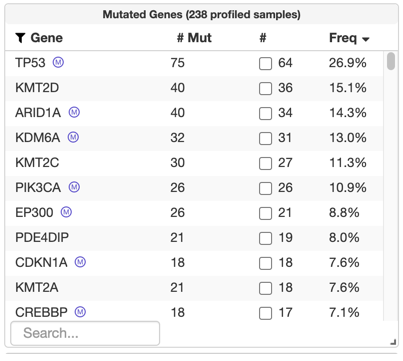 Mutated Genes (238 profiled samples)
Gene # Mut # Freq
TP53 M 75 64 26.9%
KMT2D 40 36 15.1%
ARID1A M 40 34 14.3%
KDM6A M 32 31 13.0%
KMT2C 30 27 11.3%
PIK3CA M 26 26 10.9%
EP300 M 26 21 8.8%
PDE4DIP 21 19 8.0%
CDKN1A M 18 18 7.6%
KMT2A 21 18 7.6%
CREBBP M 18 17 7.1%
Search...